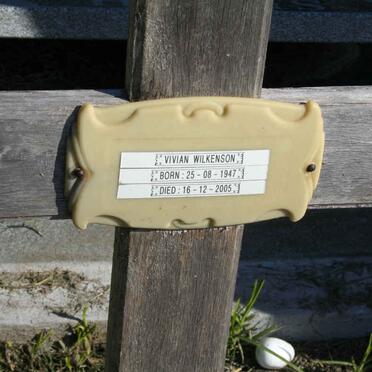 VIVIAN WILKENSON
BORN : 25 - 08 - 1947
DIED : 16 - 12 - 2005